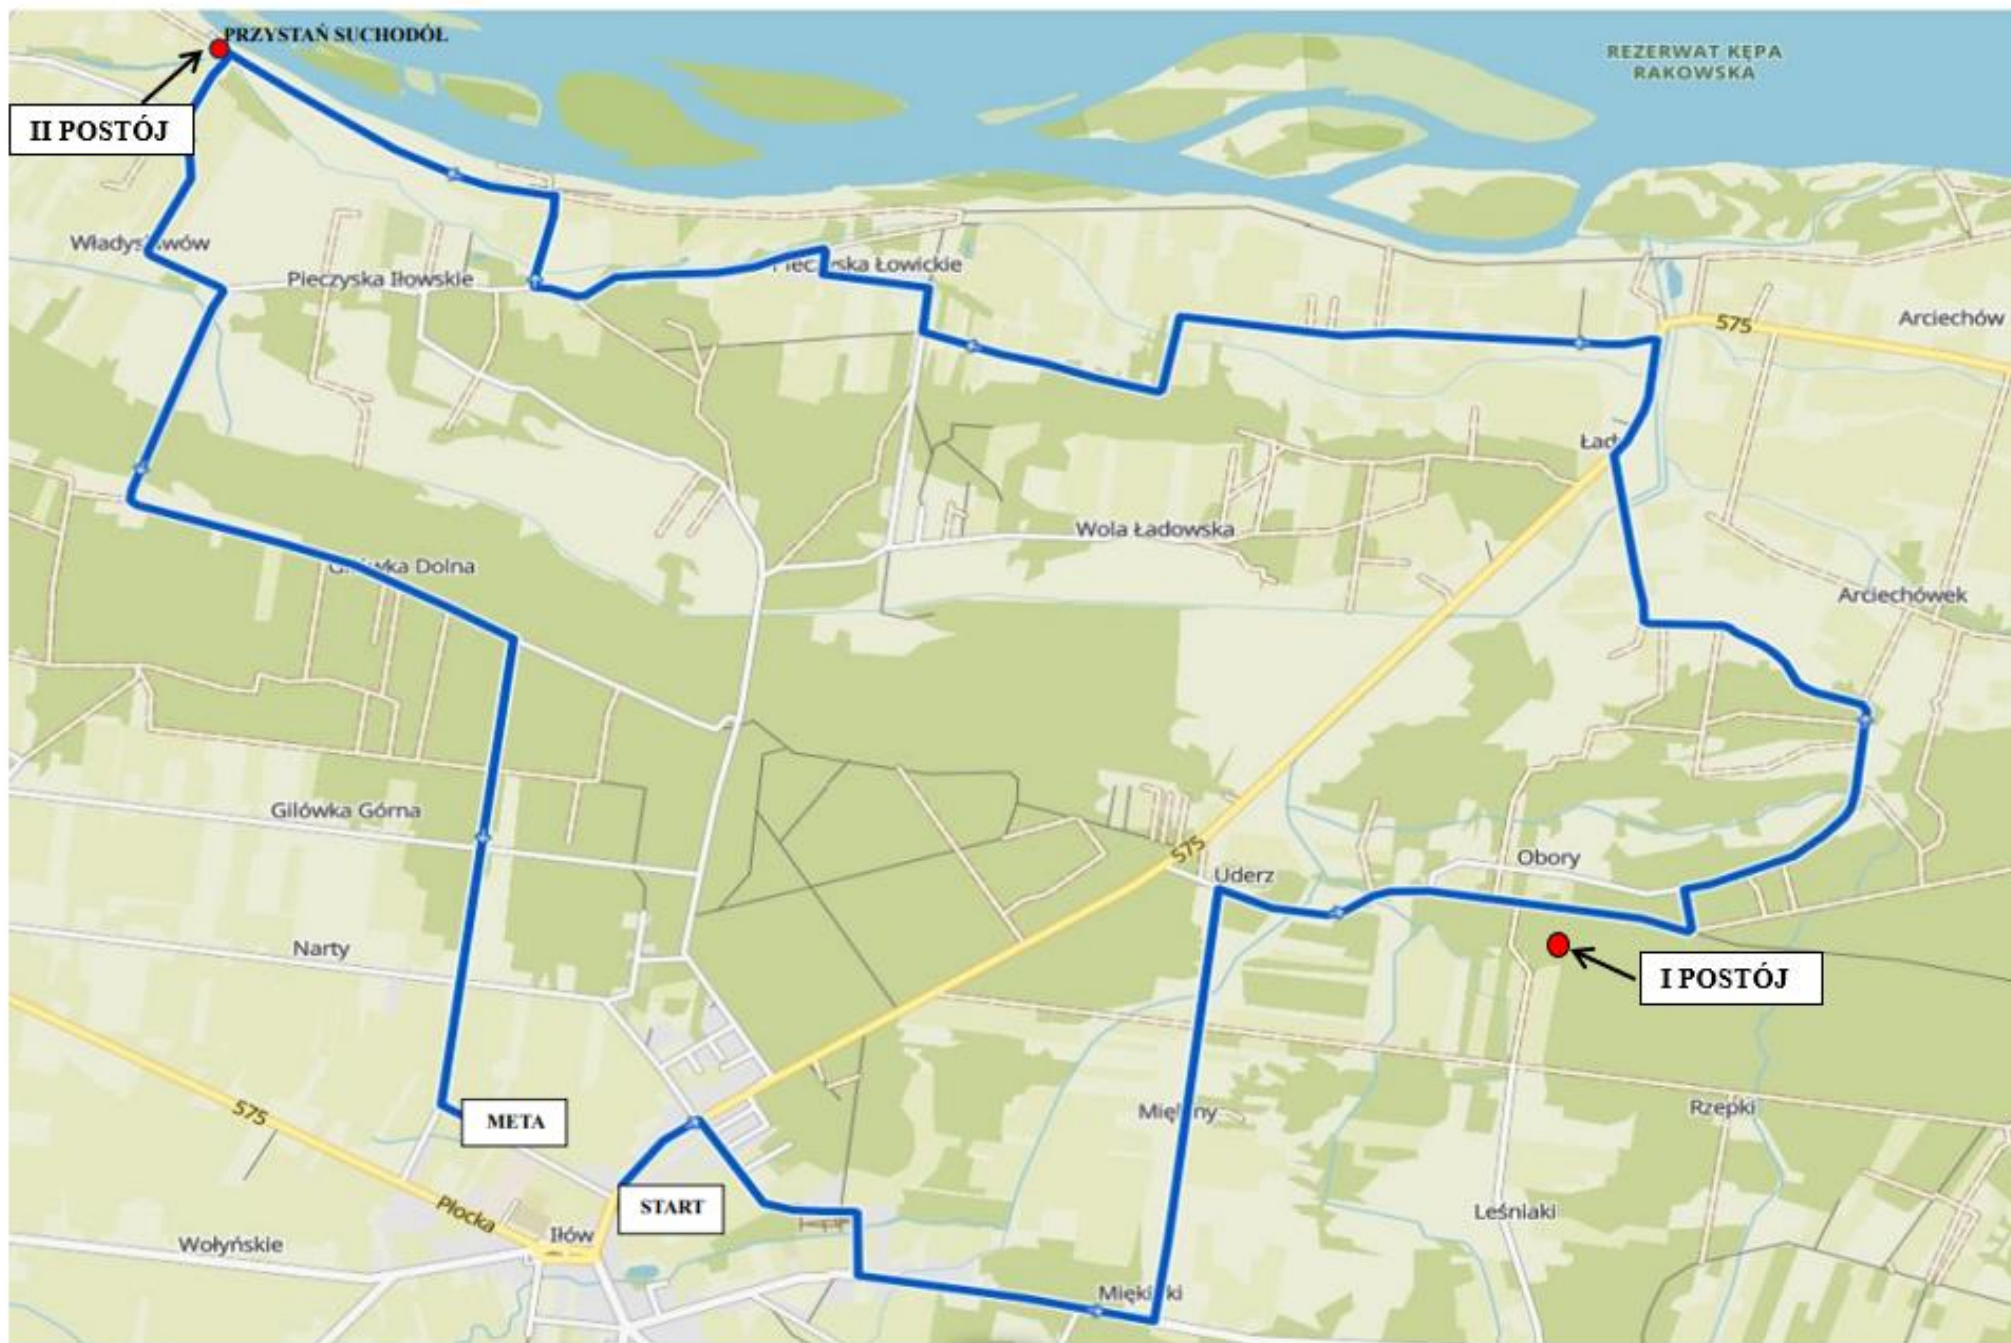 PRZYSTAŃ SUCHODÓŁ
REZERWAT KĘPA
RAKOWSKA
II POSTÓJ
Pieczyska Iłowskie
Łowickie
575
Arciechów
Wola Ładowska
Dolna
Arciechówek
Gilówka Górna
575
Obory
Uderz
Narty
I POSTÓJ
575
META
Rzepki
START
Płocka
Leśniaki
Iłów
Wołyńskie